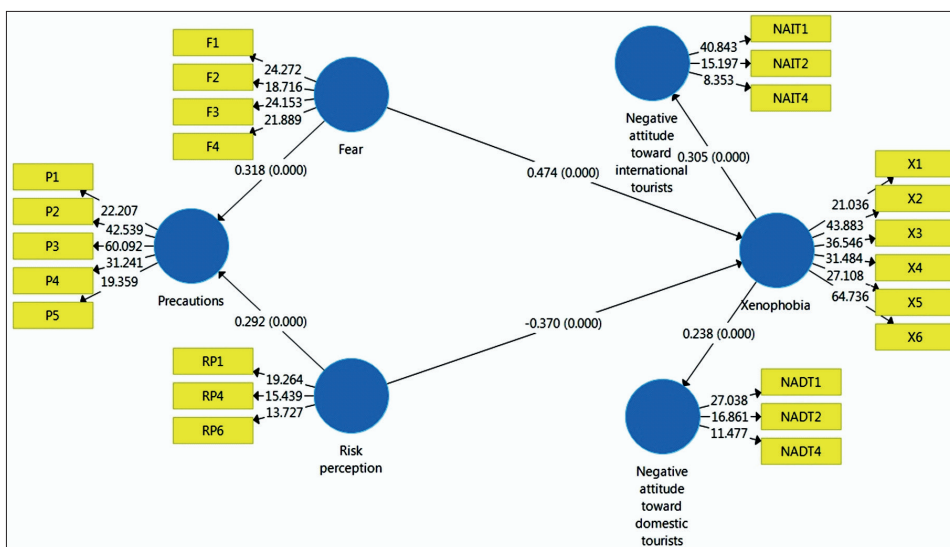 F1
F2
F3
F4
24.272
18.716
24.153
21.889
Fear
NAIT1
NAIT2
NAIT4
40.843
15.197
8.353
Negative
attitude
toward
international
tourists
0.318 (0.000)
0.474 (0.000)
0.305 (0.000)
P1
P2
P3
P4
P5
22.207
42.539
60.092
31.241
19.359
Precautions
X1
X2
X3
X4
X5
X6
21.036
43.883
36.546
31.484
27.108
64.736
Xenophobia
0.292 (0.000)
-0.370 (0.000)
0.238 (0.000)
RP1
RP4
RP6
19.264
15.439
13.727
Risk
perception
NADT1
NADT2
NADT4
27.038
16.861
11.477
Negative
attitude
toward
domestic
tourists